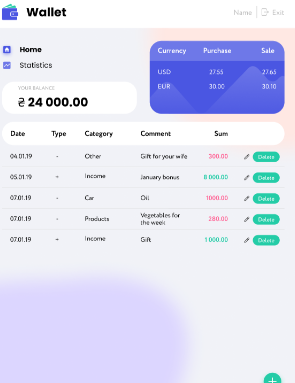 Wallet
Name
Exit
Home
Statistics
YOUR BALANCE
₴ 24 000.00
Currency Purchase Sale
USD 27.55 27.65
EUR 30.00 30.10
Date Type Category Comment Sum
04.01.19 - Other Gift for your wife 300.00 Delete
05.01.19 + Income January bonus 8 000.00 Delete
07.01.19 - Car Oil 1000.00 Delete
07.01.19 - Products Vegetables for
the week 280.00 Delete
07.01.19 + Income Gift 1 000.00 Delete
+